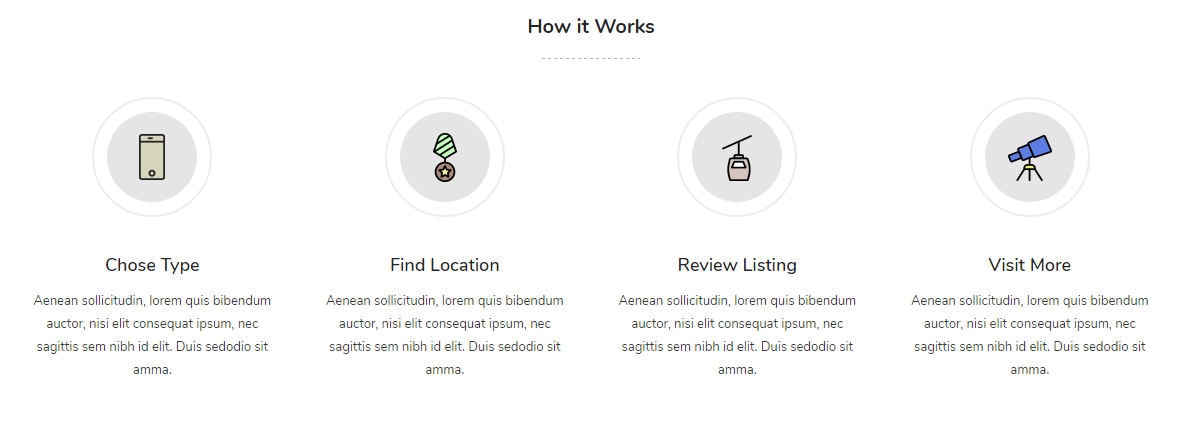 How it Works
Chose Type
Aenean sollicitudin, lorem quis bibendum
auctor, nisi elit consequat ipsum, nec
sagittis sem nibh id elit. Duis sedodio sit
amma.
Find Location
Aenean sollicitudin, lorem quis bibendum
auctor, nisi elit consequat ipsum, nec
sagittis sem nibh id elit. Duis sedodio sit
amma.
Review Listing
Aenean sollicitudin, lorem quis bibendum
auctor, nisi elit consequat ipsum, nec
sagittis sem nibh id elit. Duis sedodio sit
amma.
Visit More
Aenean sollicitudin, lorem quis bibendum
auctor, nisi elit consequat ipsum, nec
sagittis sem nibh id elit. Duis sedodio sit
amma.